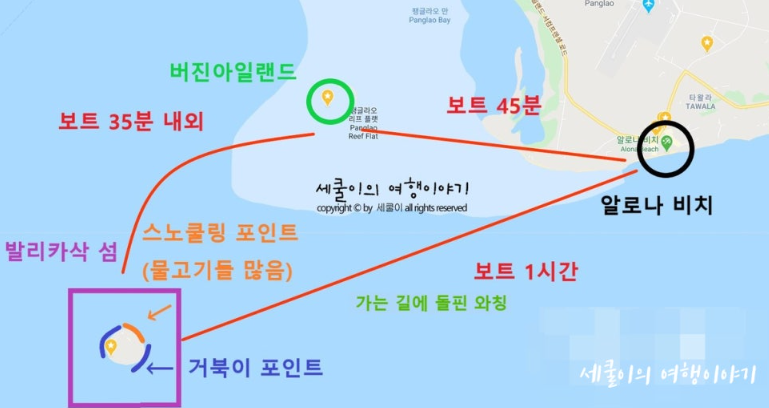 탕글라오 만
Panglao Bay
Panglao
버진아일랜드
보트 35분 내외
보트 45분
타왈라
TAWALA
리프 플랫
Panglao
Reef Flat
알로나 비치
Alona Beach
세쿨이의 여행이야기
copyright © by 세쿨이 all rights reserved
알로나 비치
스노쿨링 포인트
(물고기들 많음)
발리카삭 섬
보트 1시간
가는 길에 돌핀 와칭
거북이 포인트
세쿨이의 여행이야기